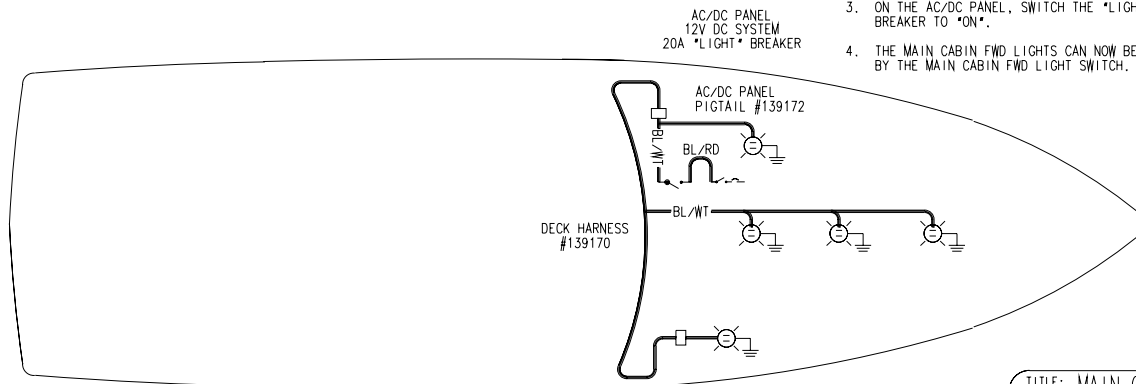 3. ON THE AC/DC PANEL, SWITCH THE "LIGH
BREAKER TO "ON".
4. THE MAIN CABIN FWD LIGHTS CAN NOW BE
BY THE MAIN CABIN FWD LIGHT SWITCH.
AC/DC PANEL
12V DC SYSTEM
20A "LIGHT" BREAKER
AC/DC PANEL
PIGTAIL #139172
BL/WT
BL/RD
BL/WT
DECK HARNESS
#139170
TITLE: MAIN